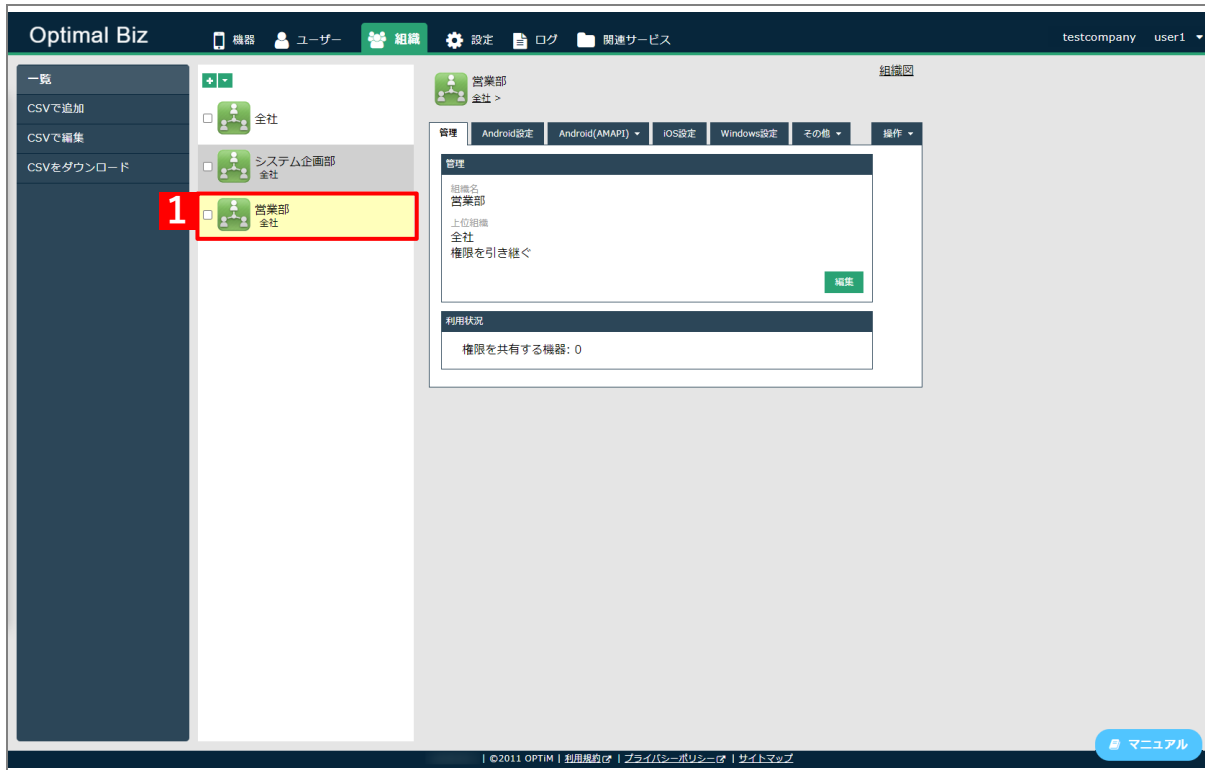 Optimal Biz
機器 ユーザー 組織 設定 ログ 関連サービス
testcompany user1
一覧
CSVで追加
CSVで編集
CSVをダウンロード
全社
システム企画部
全社
1
営業部
全社
営業部
全社 >
組織図
管理 Android設定 Android(AMAPI) iOS設定 Windows設定 その他 操作
管理
組織名
営業部
上位組織
全社
権限を引き継ぐ
編集
利用状況
権限を共有する機器: 0
マニュアル
| ©2011 OPTiM | 利用規約 | プライバシーポリシー | サイトマップ